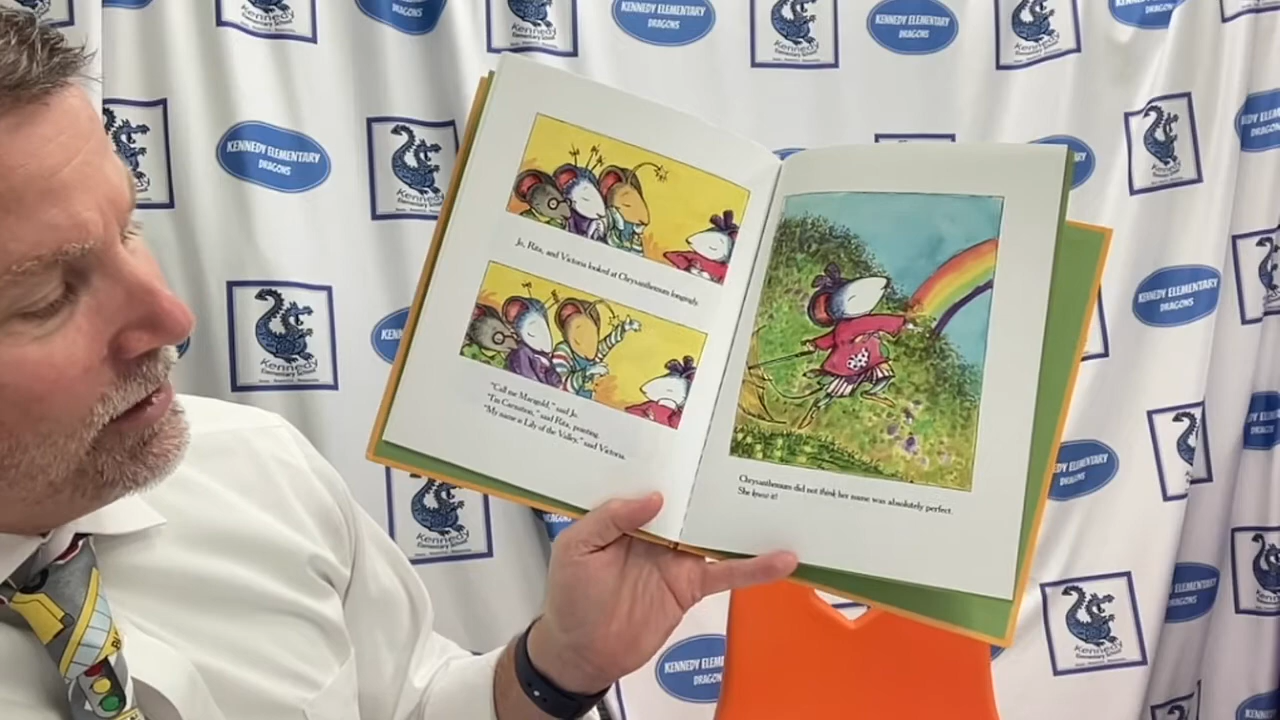 KENNEDY ELEMENTARY
DRAGONS
Kennedy
Elementary School
Jo, Rita, and Victoria looked at Chrysanthemum longingly.
"Call me Marigold," said Jo.
"I'm Carnation," said Rita, pointing.
"My name is Lily of the Valley," said Victoria.
Chrysanthemum did not think her name was absolutely perfect.
She knew it!